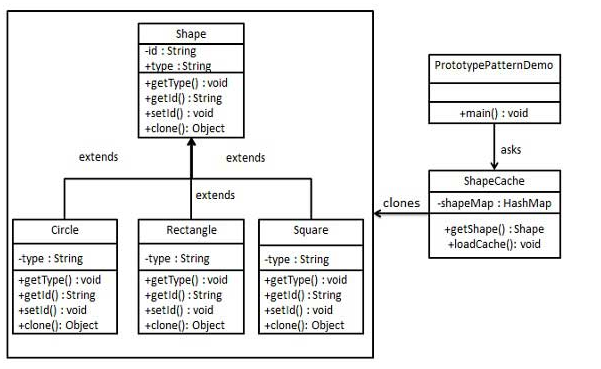 Shape
-id : String
+type : String
+getType() : void
+getId() : String
+setId() : void
+clone(): Object
extends
extends
extends
Circle
-type : String
+getType() : void
+getId() : String
+setId() : void
+clone(): Object
Rectangle
-type : String
+getType() : void
+getId() : String
+setId() : void
+clone(): Object
Square
-type : String
+getType() : void
+getId() : String
+setId() : void
+clone(): Object
PrototypePatternDemo
+main() : void
asks
clones
ShapeCache
-shapeMap : HashMap
+getShape() : Shape
+loadCache(): void